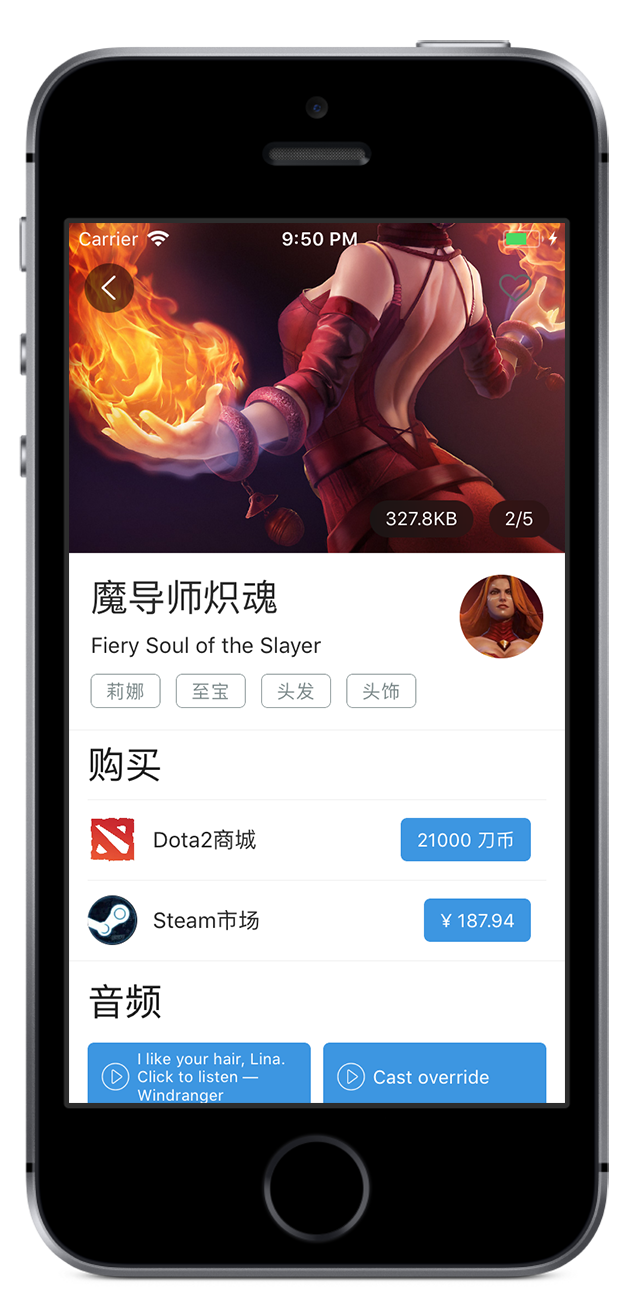 Carrier 9:50 PM
327.8KB 2/5
魔导师炽魂
Fiery Soul of the Slayer
莉娜 至宝 头发 头饰
购买
Dota2商城 21000 刀币
Steam市场 ¥ 187.94
音频
I like your hair, Lina.
Click to listen —
Windranger
Cast override